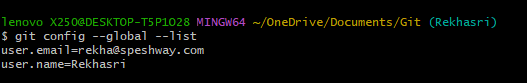 lenovo X250@DESKTOP-T5P1O28 MINGW64 ~/OneDrive/Documents/Git (Rekhasri)
$ git config --global --list
user.email=rekha@speshway.com
user.name=Rekhasri